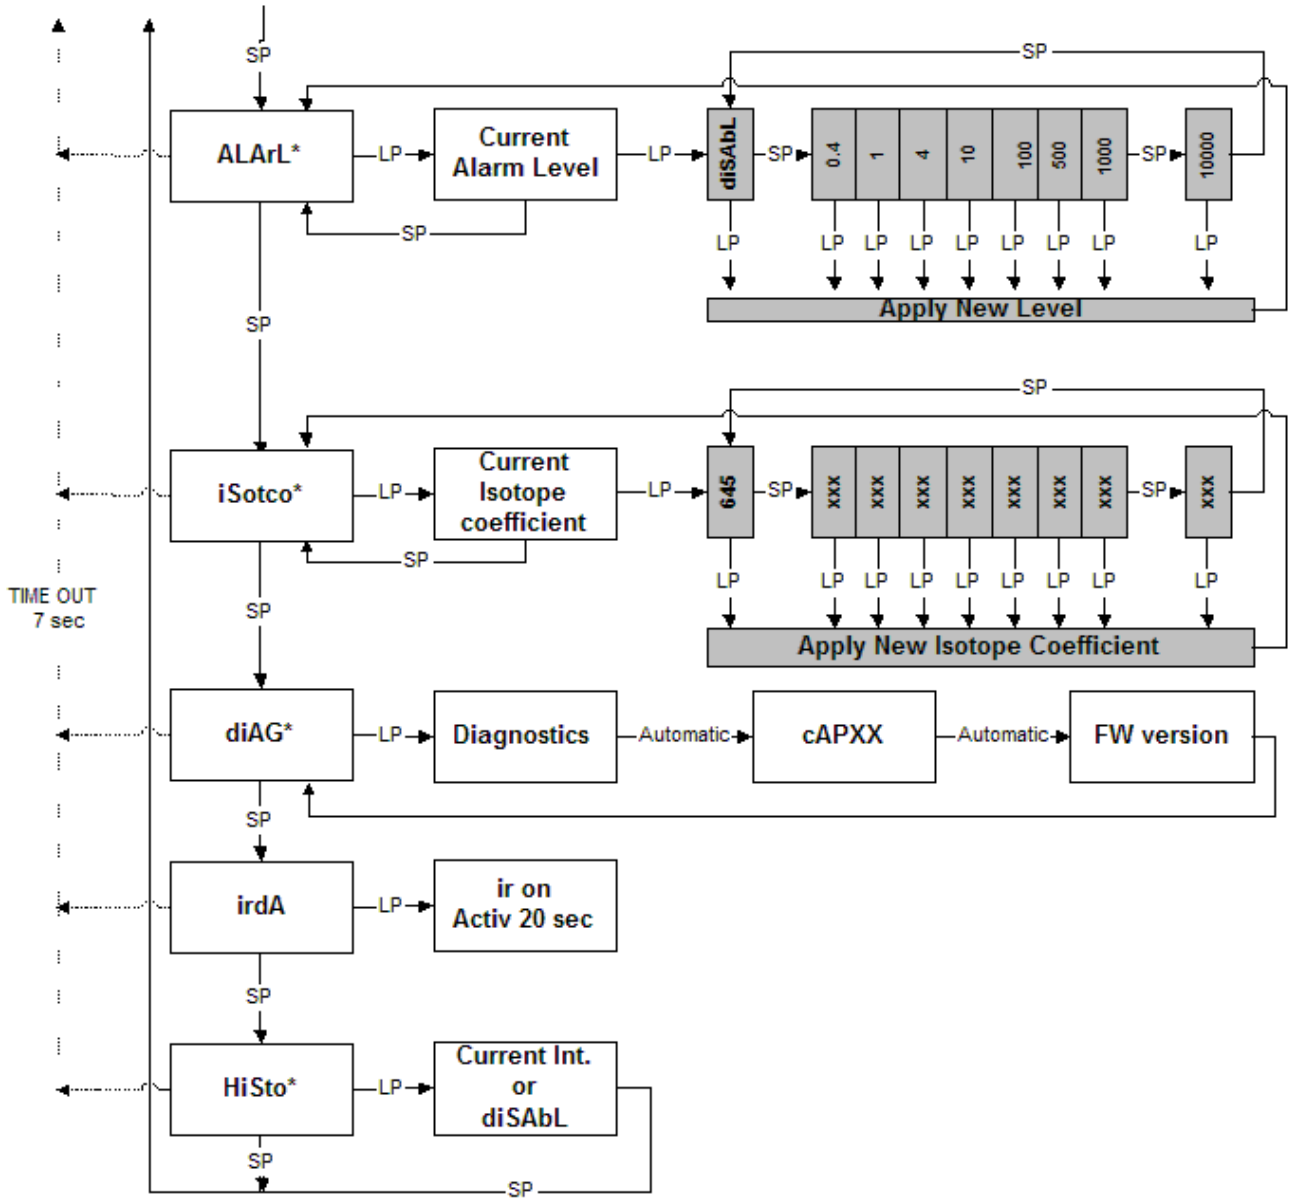 SP
SP
ALArL*
LP
Current
Alarm Level
LP
diSAbL
SP
0.4
1
4
10
100
500
1000
SP
10000
SP
LP
LP
LP
LP
LP
LP
LP
LP
LP
Apply New Level
SP
SP
iSotco*
LP
Current
Isotope
coefficient
LP
645
SP
xxx
xxx
xxx
xxx
xxx
xxx
xxx
SP
xxx
SP
LP
LP
LP
LP
LP
LP
LP
LP
LP
TIME OUT
7 sec
SP
Apply New Isotope Coefficient
diAG*
LP
Diagnostics
Automatic
cAPXX
Automatic
FW version
SP
irdA
LP
ir on
Activ 20 sec
SP
HiSto*
LP
Current Int.
or
diSAbL
SP
SP